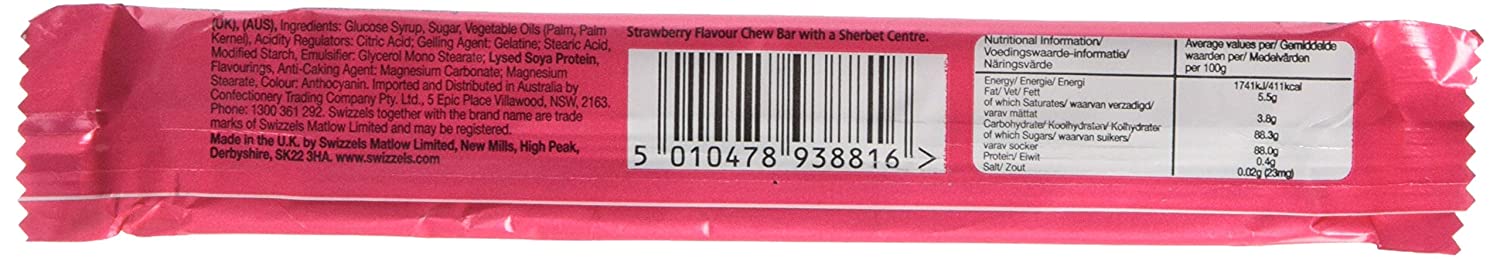 (UK), (AUS), Ingredients: Glucose Syrup, Sugar, Vegetable Oils (Palm, Palm
Kernel), Acidity Regulators: Citric Acid; Gelling Agent: Gelatine; Stearic Acid,
Modified Starch, Emulsifier: Glycerol Mono Stearate; Lysed Soya Protein,
Flavourings, Anti-Caking Agent: Magnesium Carbonate; Magnesium
Stearate, Colour: Anthocyanin. Imported and Distributed in Australia by
Confectionery Trading Company Pty. Ltd., 5 Epic Place Villawood, NSW, 2163.
Phone: 1300 361 292. Swizzels together with the brand name are trade
marks of Swizzels Matlow Limited and may be registered.
Made in the U.K. by Swizzels Matlow Limited, New Mills, High Peak,
Derbyshire, SK22 3HA. www.swizzels.com
Strawberry Flavour Chew Bar with a Sherbet Centre.
5 010478 938816 >
Nutritional Information/
Voedingswaarde-informatie/
Näringsvärde
Average values per/ Gemiddelde
waarden per/ Medelvärden
per 100g
Energy/ Energie/ Energi 1741kJ/411kcal
Fat/ Vet/ Fett 5.5g
of which Saturates/ waarvan verzadigd/
varav mättat 3.8g
Carbohydrate/ Koolhydraten/ Kolhydrater 88.3g
of which Sugars/ waarvan suikers/
varav socker 88.0g
Protein/ Eiwit 0.4g
Salt/ Zout 0.02g (23mg)